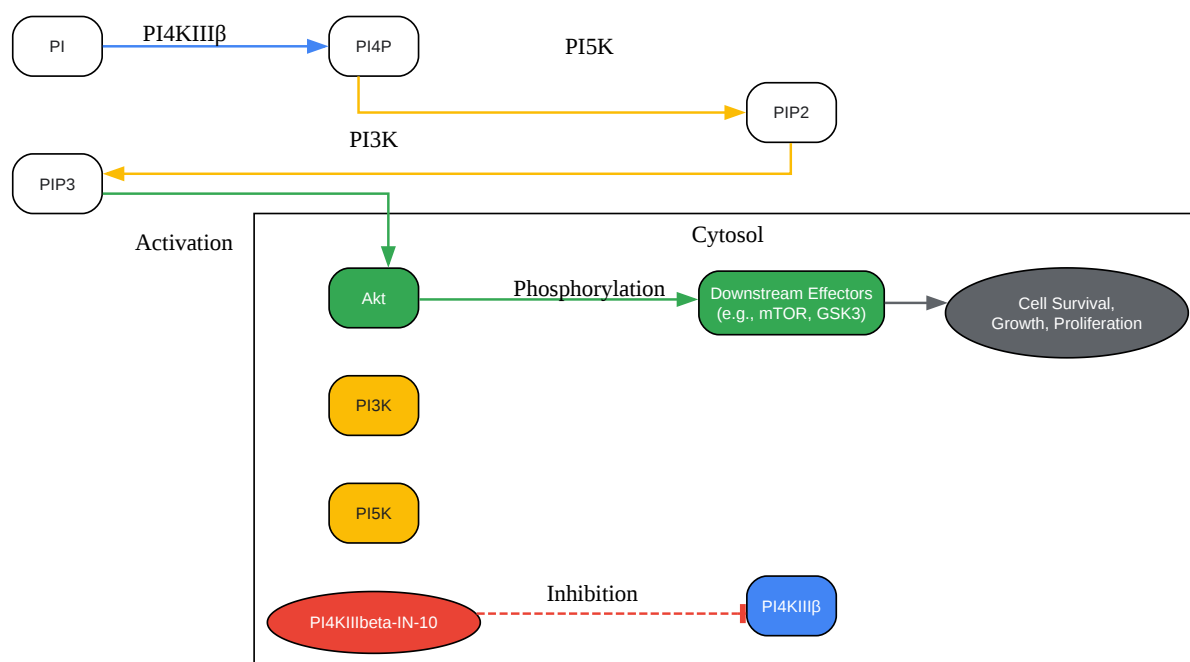 PI
PI4KIIIβ
PI4P
PI5K
PIP2
PI3K
PIP3
Activation
Cytosol
Akt
Phosphorylation
Downstream Effectors
(e.g., mTOR, GSK3)
Cell Survival,
Growth, Proliferation
PI3K
PI5K
PI4KIIIbeta-IN-10
Inhibition
PI4KIIIβ